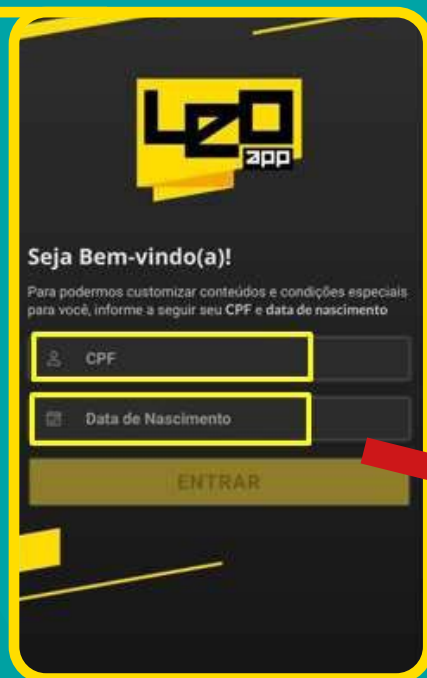 Leo
app
Seja Bem-vindo(a)!
Para podermos customizar conteúdos e condições especiais
para você, informe a seguir seu CPF e data de nascimento
CPF
Data de Nascimento
ENTRAR